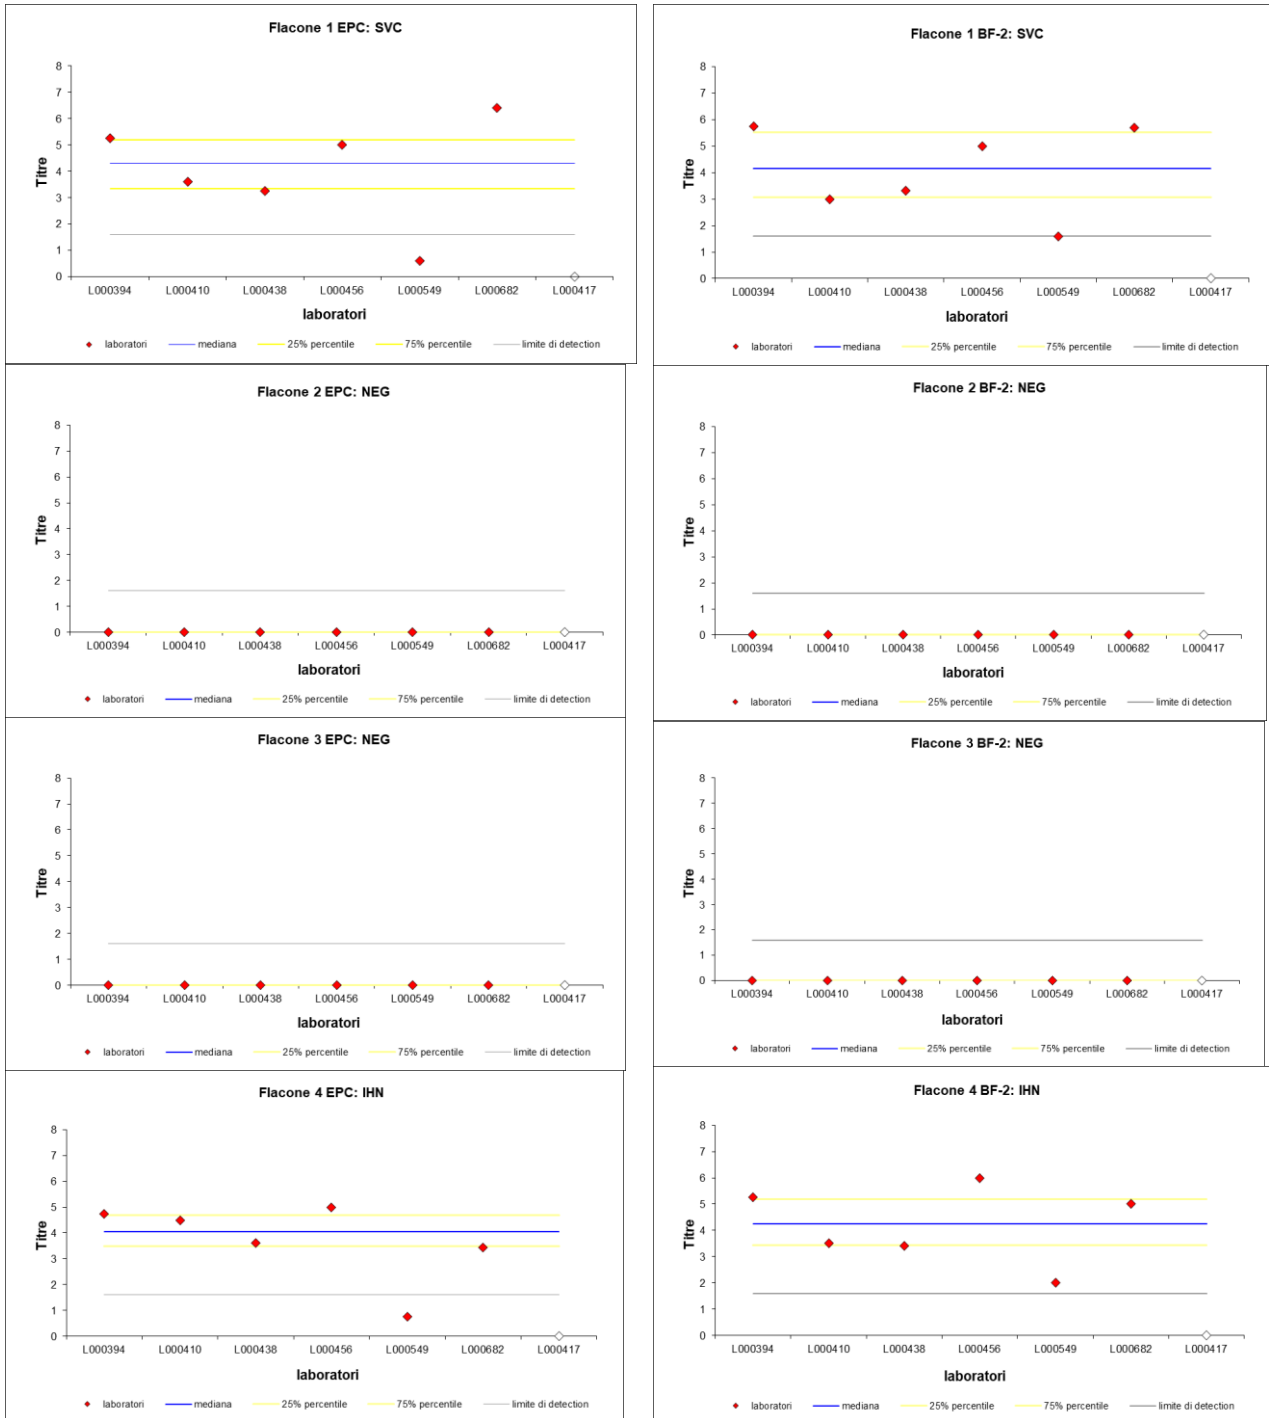 Flacone 1 EPC: SVC
8
7
6
5
4
3
2
1
0
Titre
L000394 L000410 L000438 L000456 L000549 L000682 L000417
laboratori
laboratori mediana 25% percentile 75% percentile limite di detection
Flacone 1 BF-2: SVC
8
7
6
5
4
3
2
1
0
Titre
L000394 L000410 L000438 L000456 L000549 L000682 L000417
laboratori
laboratori mediana 25% percentile 75% percentile limite di detection
Flacone 2 EPC: NEG
8
7
6
5
4
3
2
1
0
Titre
L000394 L000410 L000438 L000456 L000549 L000682 L000417
laboratori
laboratori mediana 25% percentile 75% percentile limite di detection
Flacone 2 BF-2: NEG
8
7
6
5
4
3
2
1
0
Titre
L000394 L000410 L000438 L000456 L000549 L000682 L000417
laboratori
laboratori mediana 25% percentile 75% percentile limite di detection
Flacone 3 EPC: NEG
8
7
6
5
4
3
2
1
0
Titre
L000394 L000410 L000438 L000456 L000549 L000682 L000417
laboratori
laboratori mediana 25% percentile 75% percentile limite di detection
Flacone 3 BF-2: NEG
8
7
6
5
4
3
2
1
0
Titre
L000394 L000410 L000438 L000456 L000549 L000682 L000417
laboratori
laboratori mediana 25% percentile 75% percentile limite di detection
Flacone 4 EPC: IHN
8
7
6
5
4
3
2
1
0
Titre
L000394 L000410 L000438 L000456 L000549 L000682 L000417
laboratori
laboratori mediana 25% percentile 75% percentile limite di detection
Flacone 4 BF-2: IHN
8
7
6
5
4
3
2
1
0
Titre
L000394 L000410 L000438 L000456 L000549 L000682 L000417
laboratori
laboratori mediana 25% percentile 75% percentile limite di detection